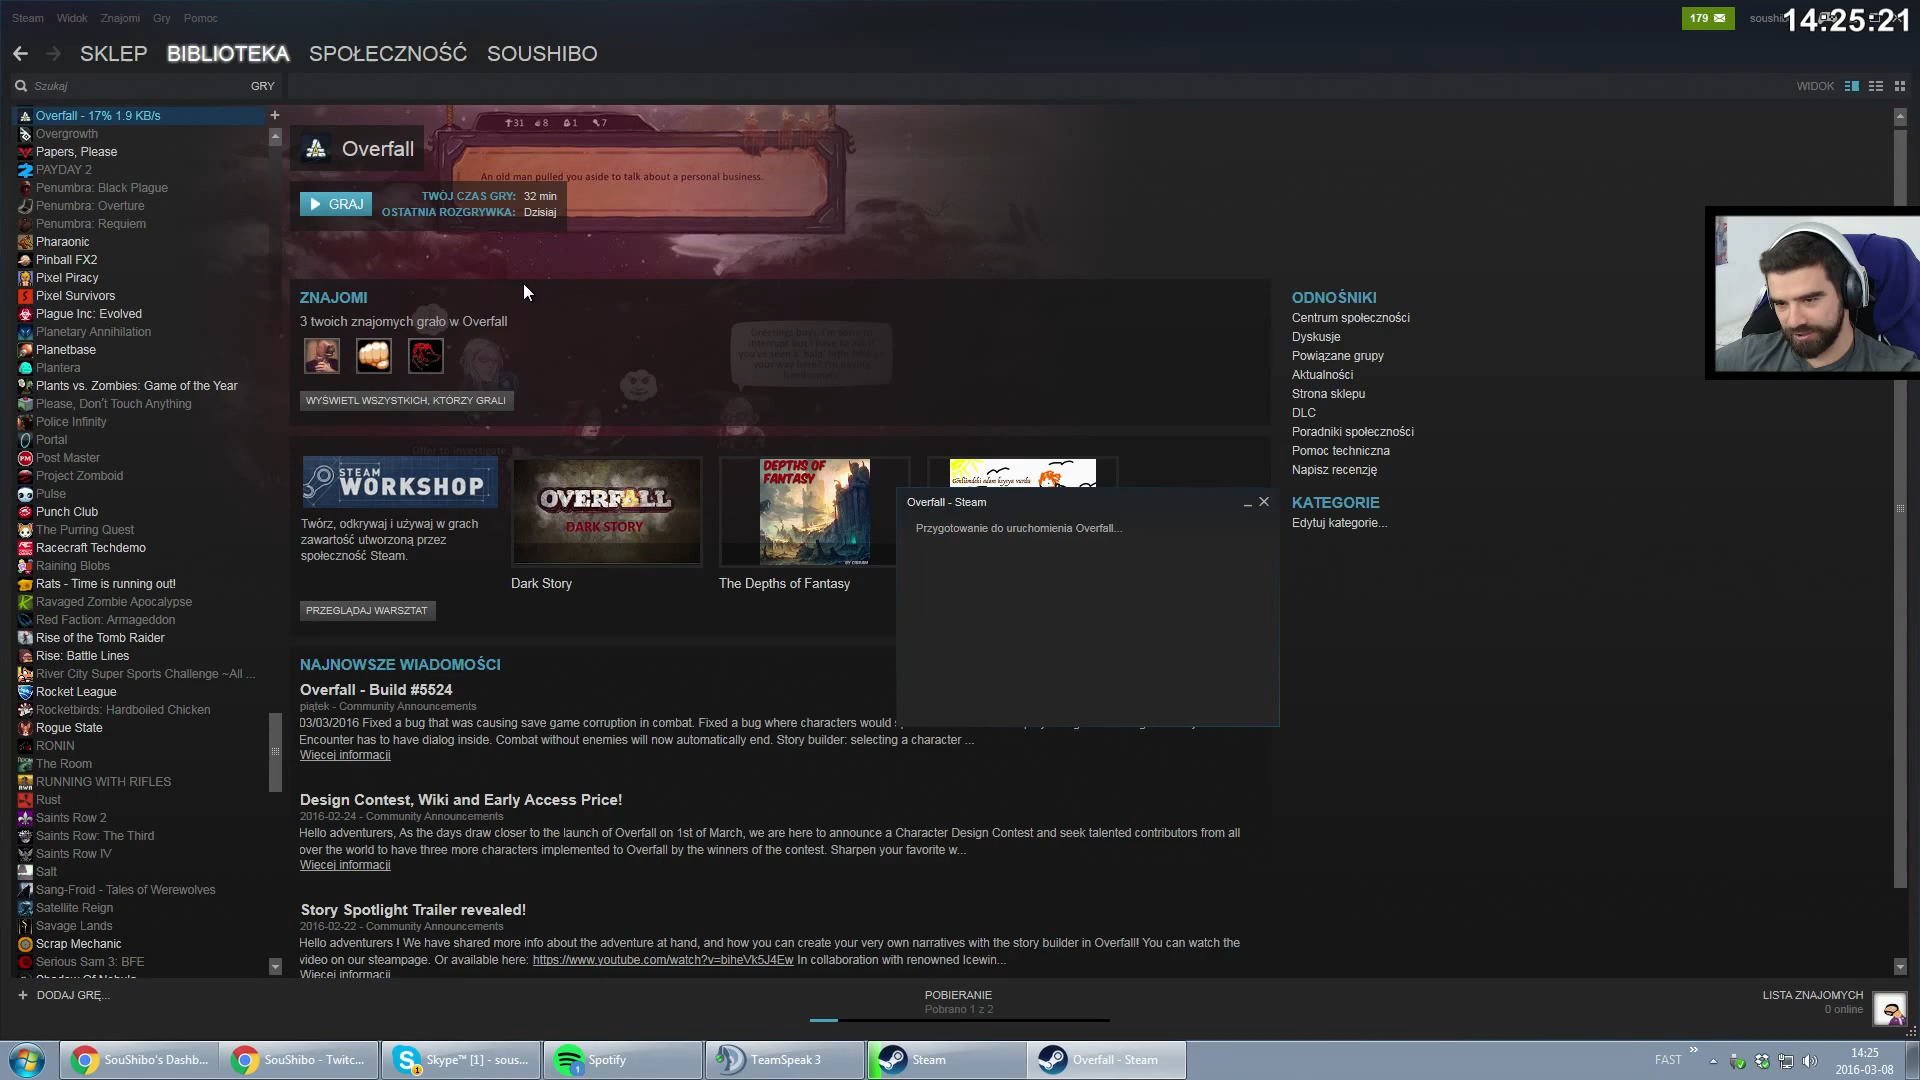 Steam Widok Znajomi Gry Pomoc
179
14:25:21
SKLEP BIBLIOTEKA SPOŁECZNOŚĆ SOUSHIBO
Szukaj GRY
WIDOK
Overfall - 17% 1.9 KB/s
Overgrowth
Papers, Please
PAYDAY 2
Penumbra: Black Plague
Penumbra: Overture
Penumbra: Requiem
Pharaonic
Pinball FX2
Pixel Piracy
Pixel Survivors
Plague Inc: Evolved
Planetary Annihilation
Planetbase
Plantera
Plants vs. Zombies: Game of the Year
Please, Don't Touch Anything
Police Infinity
Portal
Post Master
Project Zomboid
Pulse
Punch Club
The Purring Quest
Racecraft Techdemo
Raining Blobs
Rats - Time is running out!
Ravaged Zombie Apocalypse
Red Faction: Armageddon
Rise of the Tomb Raider
Rise: Battle Lines
River City Super Sports Challenge ~All ...
Rocket League
Rocketbirds: Hardboiled Chicken
Rogue State
RONIN
The Room
RUNNING WITH RIFLES
Rust
Saints Row 2
Saints Row: The Third
Saints Row IV
Salt
Sang-Froid - Tales of Werewolves
Satellite Reign
Savage Lands
Scrap Mechanic
Serious Sam 3: BFE
DODAJ GRĘ...
31 8 1 7
An old man pulled you aside to talk about a personal business.
Overfall
GRAJ
TWÓJ CZAS GRY: 32 min
OSTATNIA ROZGRYWKA: Dzisiaj
ZNAJOMI
3 twoich znajomych grało w Overfall
WYŚWIETL WSZYSTKICH, KTÓRZY GRALI
Offer to investigate
STEAM
WORKSHOP
Twórz, odkrywaj i używaj w grach
zawartość utworzoną przez
społeczność Steam.
PRZEGLĄDAJ WARSZTAT
OVERFALL
DARK STORY
Dark Story
DEPTHS OF
FANTASY
The Depths of Fantasy
Overfall - Steam
Przygotowanie do uruchomienia Overfall...
NAJNOWSZE WIADOMOŚCI
Overfall - Build #5524
piątek - Community Announcements
03/03/2016 Fixed a bug that was causing save game corruption in combat. Fixed a bug where characters would
Encounter has to have dialog inside. Combat without enemies will now automatically end. Story builder: selecting a character ...
Więcej informacji
Design Contest, Wiki and Early Access Price!
2016-02-24 - Community Announcements
Hello adventurers, As the days draw closer to the launch of Overfall on 1st of March, we are here to announce a Character Design Contest and seek talented contributors from all
over the world to have three more characters implemented to Overfall by the winners of the contest. Sharpen your favorite w...
Więcej informacji
Story Spotlight Trailer revealed!
2016-02-22 - Community Announcements
Hello adventurers ! We have shared more info about the adventure at hand, and how you can create your very own narratives with the story builder in Overfall! You can watch the
video on our steampage. Or available here: https://www.youtube.com/watch?v=biheVk5J4Ew In collaboration with renowned Icewin...
Więcej informacji
ODNOŚNIKI
Centrum społeczności
Dyskusje
Powiązane grupy
Aktualności
Strona sklepu
DLC
Poradniki społeczności
Pomoc techniczna
Napisz recenzję
KATEGORIE
Edytuj kategorie...
POBIERANIE
Pobrano 1 z 2
LISTA ZNAJOMYCH
0 online
SouShibo's Dashb...
SouShibo - Twitc...
Skype™ [1] - sous...
Spotify
TeamSpeak 3
Steam
Overfall - Steam
FAST
14:25
2016-03-08